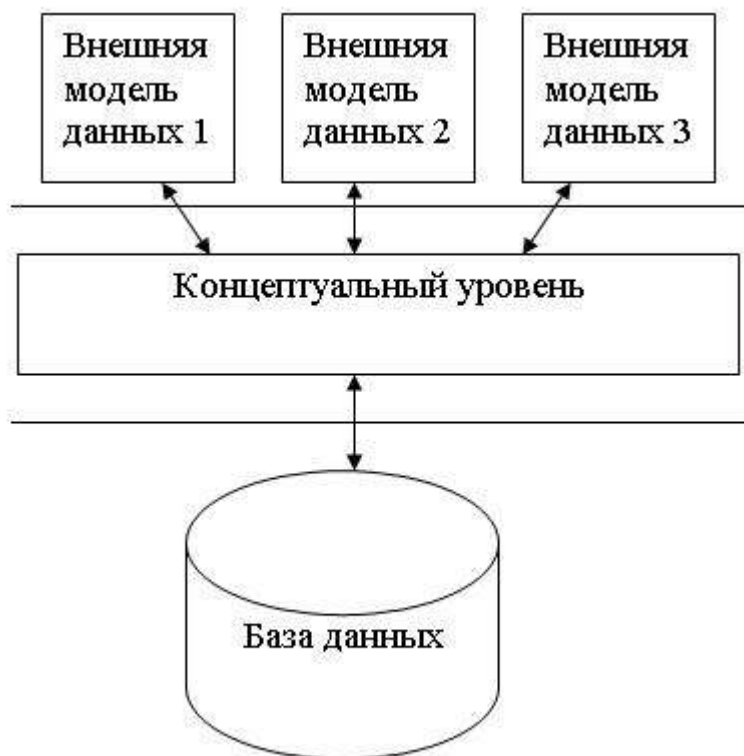 Внешняя
модель
данных 1
Внешняя
модель
данных 2
Внешняя
модель
данных 3
Концептуальный уровень
База данных